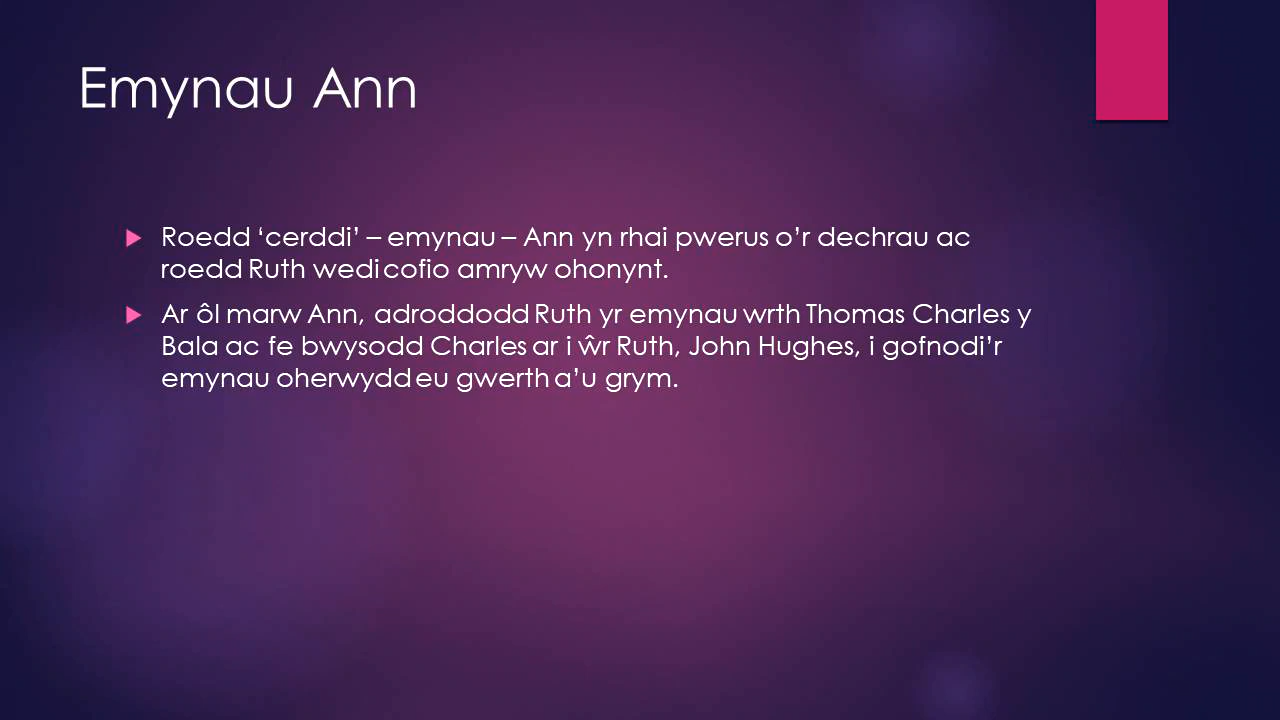 Emynau Ann
Roedd ‘cerddi’ – emynau – Ann yn rhai pwerus o’r dechrau ac
roedd Ruth wedi cofio amryw ohonynt.
Ar ôl marw Ann, adroddodd Ruth yr emynau wrth Thomas Charles y
Bala ac fe bwysodd Charles ar i ŵr Ruth, John Hughes, i gofnodi’r
emynau oherwydd eu gwerth a’u grym.